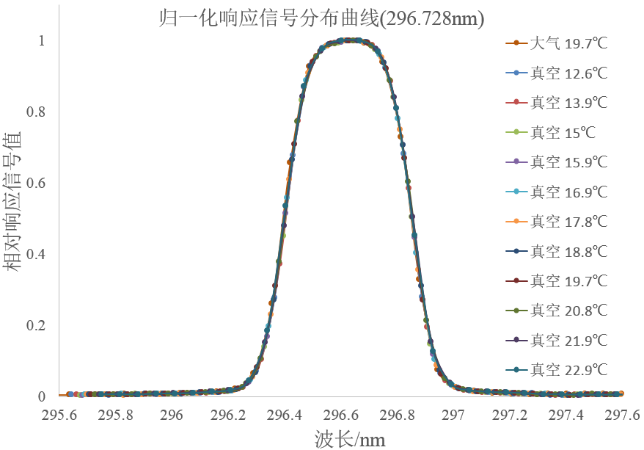 归一化响应信号分布曲线(296.728nm)
相对响应信号值
1
0.8
0.6
0.4
0.2
0
295.6 295.8 296 296.2 296.4 296.6 296.8 297 297.2 297.4 297.6
波长/nm
大气 19.7℃
真空 12.6℃
真空 13.9℃
真空 15℃
真空 15.9℃
真空 16.9℃
真空 17.8℃
真空 18.8℃
真空 19.7℃
真空 20.8℃
真空 21.9℃
真空 22.9℃